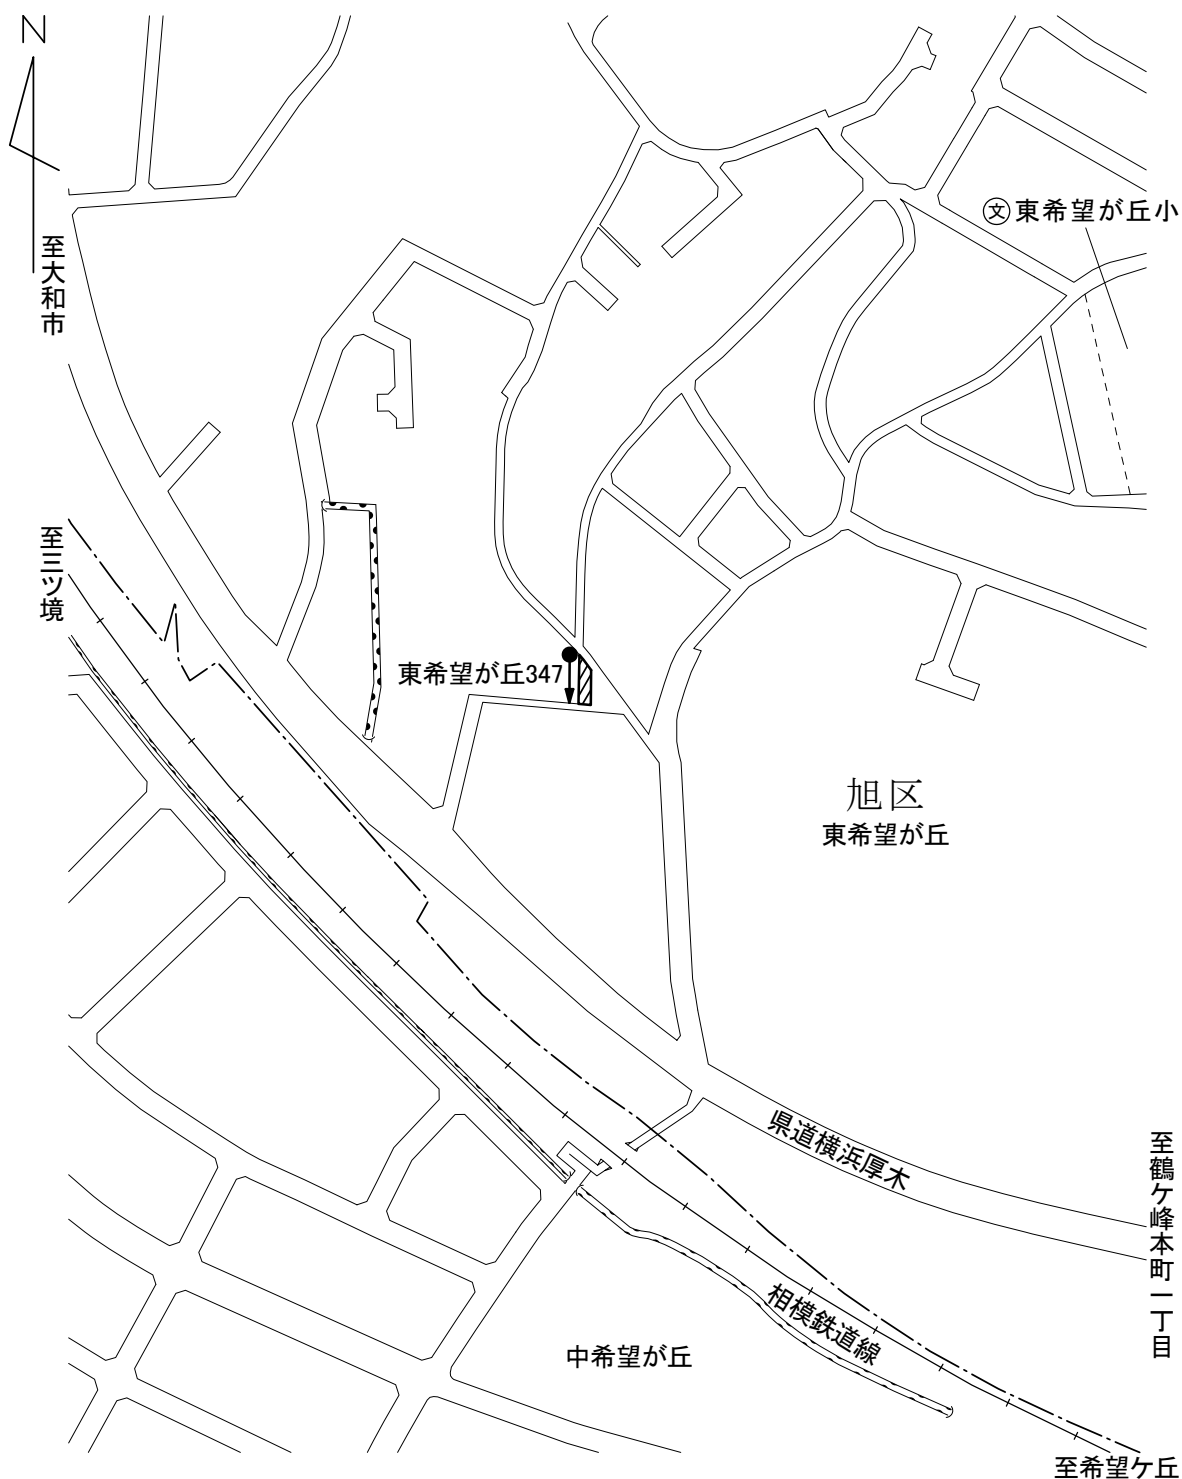 N
㊛東希望が丘小
至大和市
至三ツ境
東希望が丘347
旭区
東希望が丘
県道横浜厚木
至鶴ケ峰本町一丁目
相模鉄道線
中希望が丘
至希望ケ丘